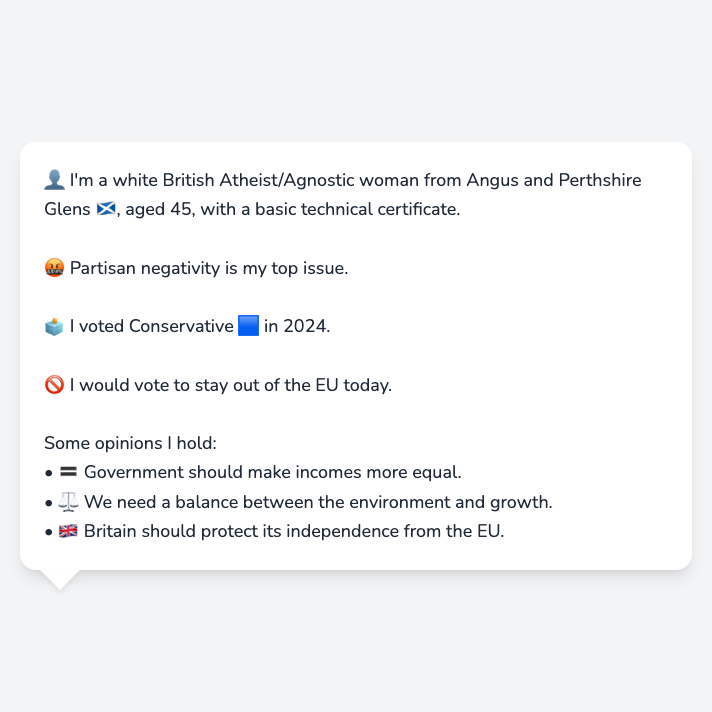 👤 I'm a white British Atheist/Agnostic woman from Angus and Perthshire
Glens 🏴󠁧󠁢󠁳󠁣󠁴󠁿, aged 45, with a basic technical certificate.
🤬 Partisan negativity is my top issue.
🗳️ I voted Conservative 🟦 in 2024.
🚫 I would vote to stay out of the EU today.
Some opinions I hold:
• 🟰 Government should make incomes more equal.
• ⚖️ We need a balance between the environment and growth.
• 🇬🇧 Britain should protect its independence from the EU.